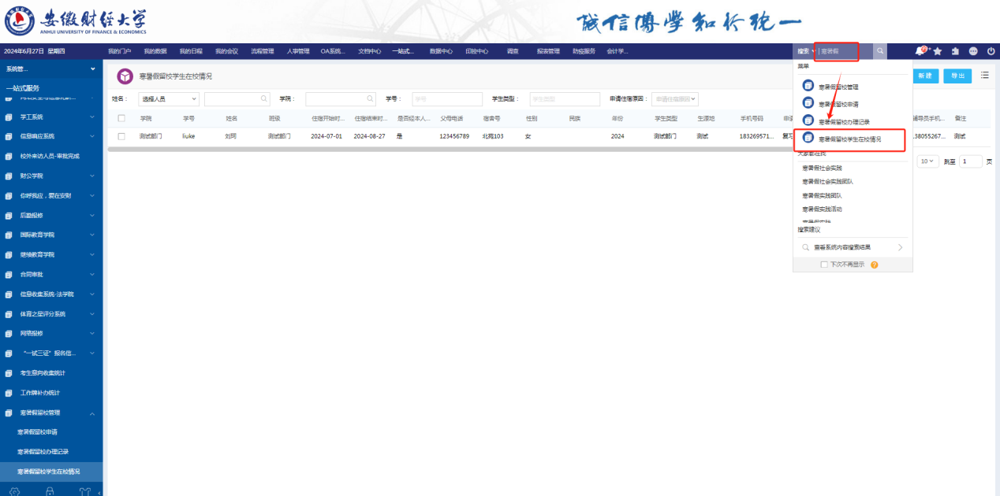 安徽财经大学
ANHUI UNIVERSITY OF FINANCE & ECONOMICS
诚信博学知行统一
2024年6月27日 星期四
我的门户 我的数据 我的日程 我的会议 流程管理 人事管理 OA系统... 文档中心 一站式... 数据中心 印控中心 调查 报表管理 防疫服务 会计学...
搜索 寒暑假
系统管...
一站式服务
学工系统
信息响应系统
校外来访人员-审批完成
财公学院
你呼我应，爱在安财
后勤报修
国际教育学院
继续教育学院
合同审批
信息收集系统-法学院
体育之星评分系统
网络报修
“一试三证”报名信...
考生意向收集统计
工作牌补办统计
寒暑假留校管理
寒暑假留校申请
寒暑假留校办理记录
寒暑假留校学生在校情况
寒暑假留校学生在校情况
新建 导出
姓名： 选择人员 学院： 学号： 学号 学生类型： 学生类型 申请住宿原因： 申请住宿原因
学院 学号 姓名 班级 住宿开始时... 住宿结束时... 是否经本人... 父母电话 宿舍号 性别 民族 年份 学生类型 生源地 手机号码 申请 辅导员手机... 备注
测试部门 liuke 刘珂 测试部门 2024-07-01 2024-08-27 是 123456789 北苑103 女 2024 测试部门 测试 183269571... 复习 38055267... 测试
10 跳至 1 页
菜单
寒暑假留校管理
寒暑假留校申请
寒暑假留校办理记录
寒暑假留校学生在校情况
大家都在找
寒暑假社会实践
寒暑假社会实践团队
寒暑假实践团队
寒暑假实践活动
搜索建议
查看系统内容搜索结果
下次不再显示